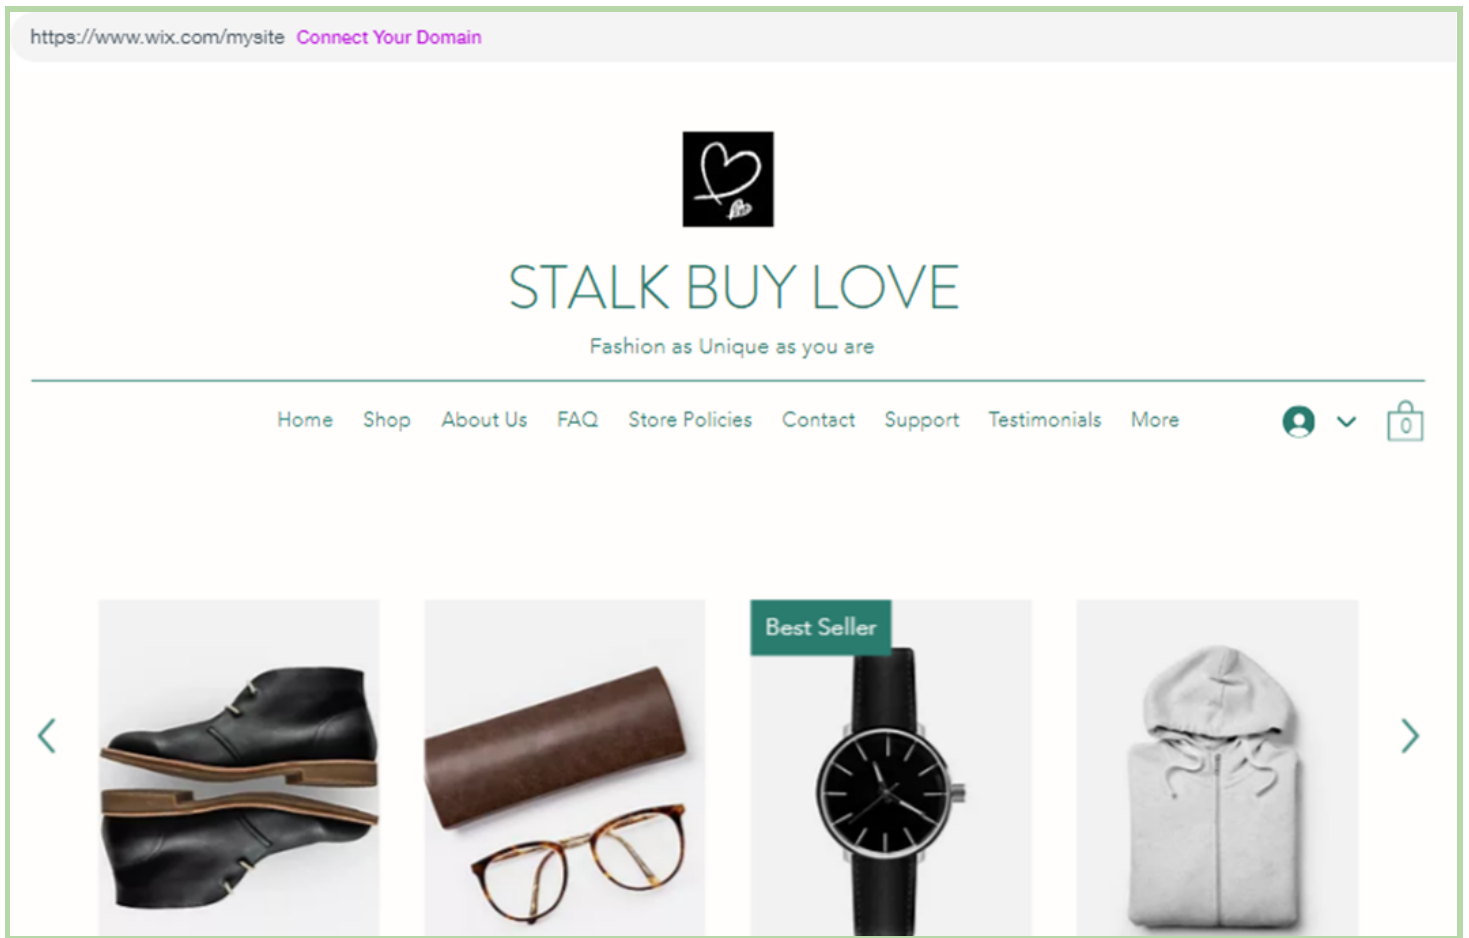 https://www.wix.com/mysite Connect Your Domain
STALK BUY LOVE
Fashion as Unique as you are
Home Shop About Us FAQ Store Policies Contact Support Testimonials More
0
Best Seller